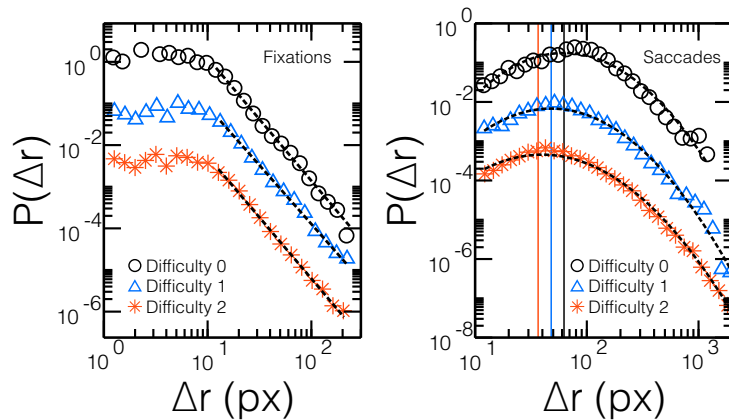 Fixations
P(Δr)
10^0
10^-2
10^-4
10^-6
Difficulty 0
Difficulty 1
Difficulty 2
10^0 10^1 10^2
Δr (px)
Saccades
P(Δr)
10^0
10^-2
10^-4
10^-6
10^-8
Difficulty 0
Difficulty 1
Difficulty 2
10^1 10^2 10^3
Δr (px)